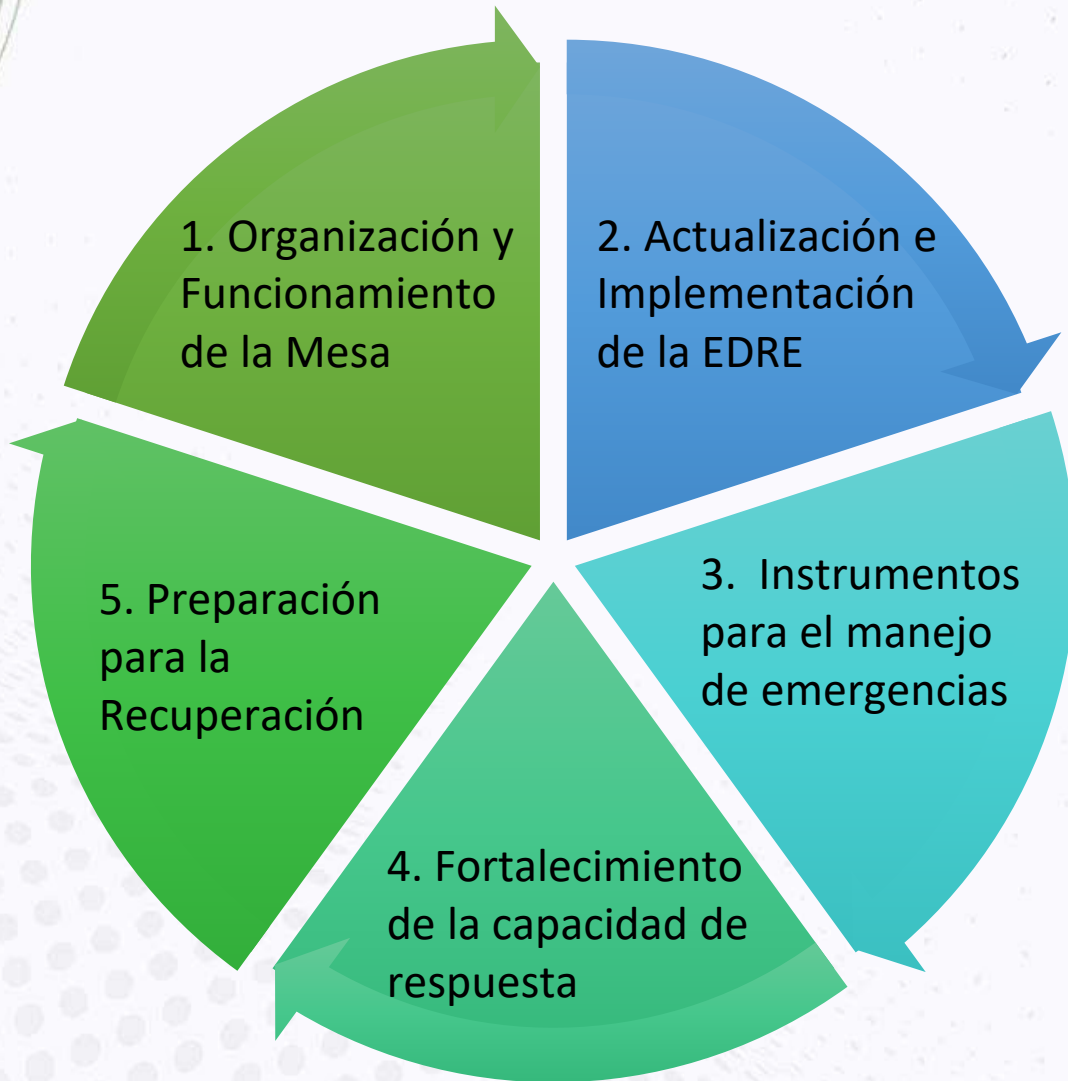 1. Organización y
Funcionamiento
de la Mesa
2. Actualización e
Implementación
de la EDRE
3.  Instrumentos
para el manejo
de emergencias
4. Fortalecimiento
de la capacidad de
respuesta
5. Preparación
para la
Recuperación